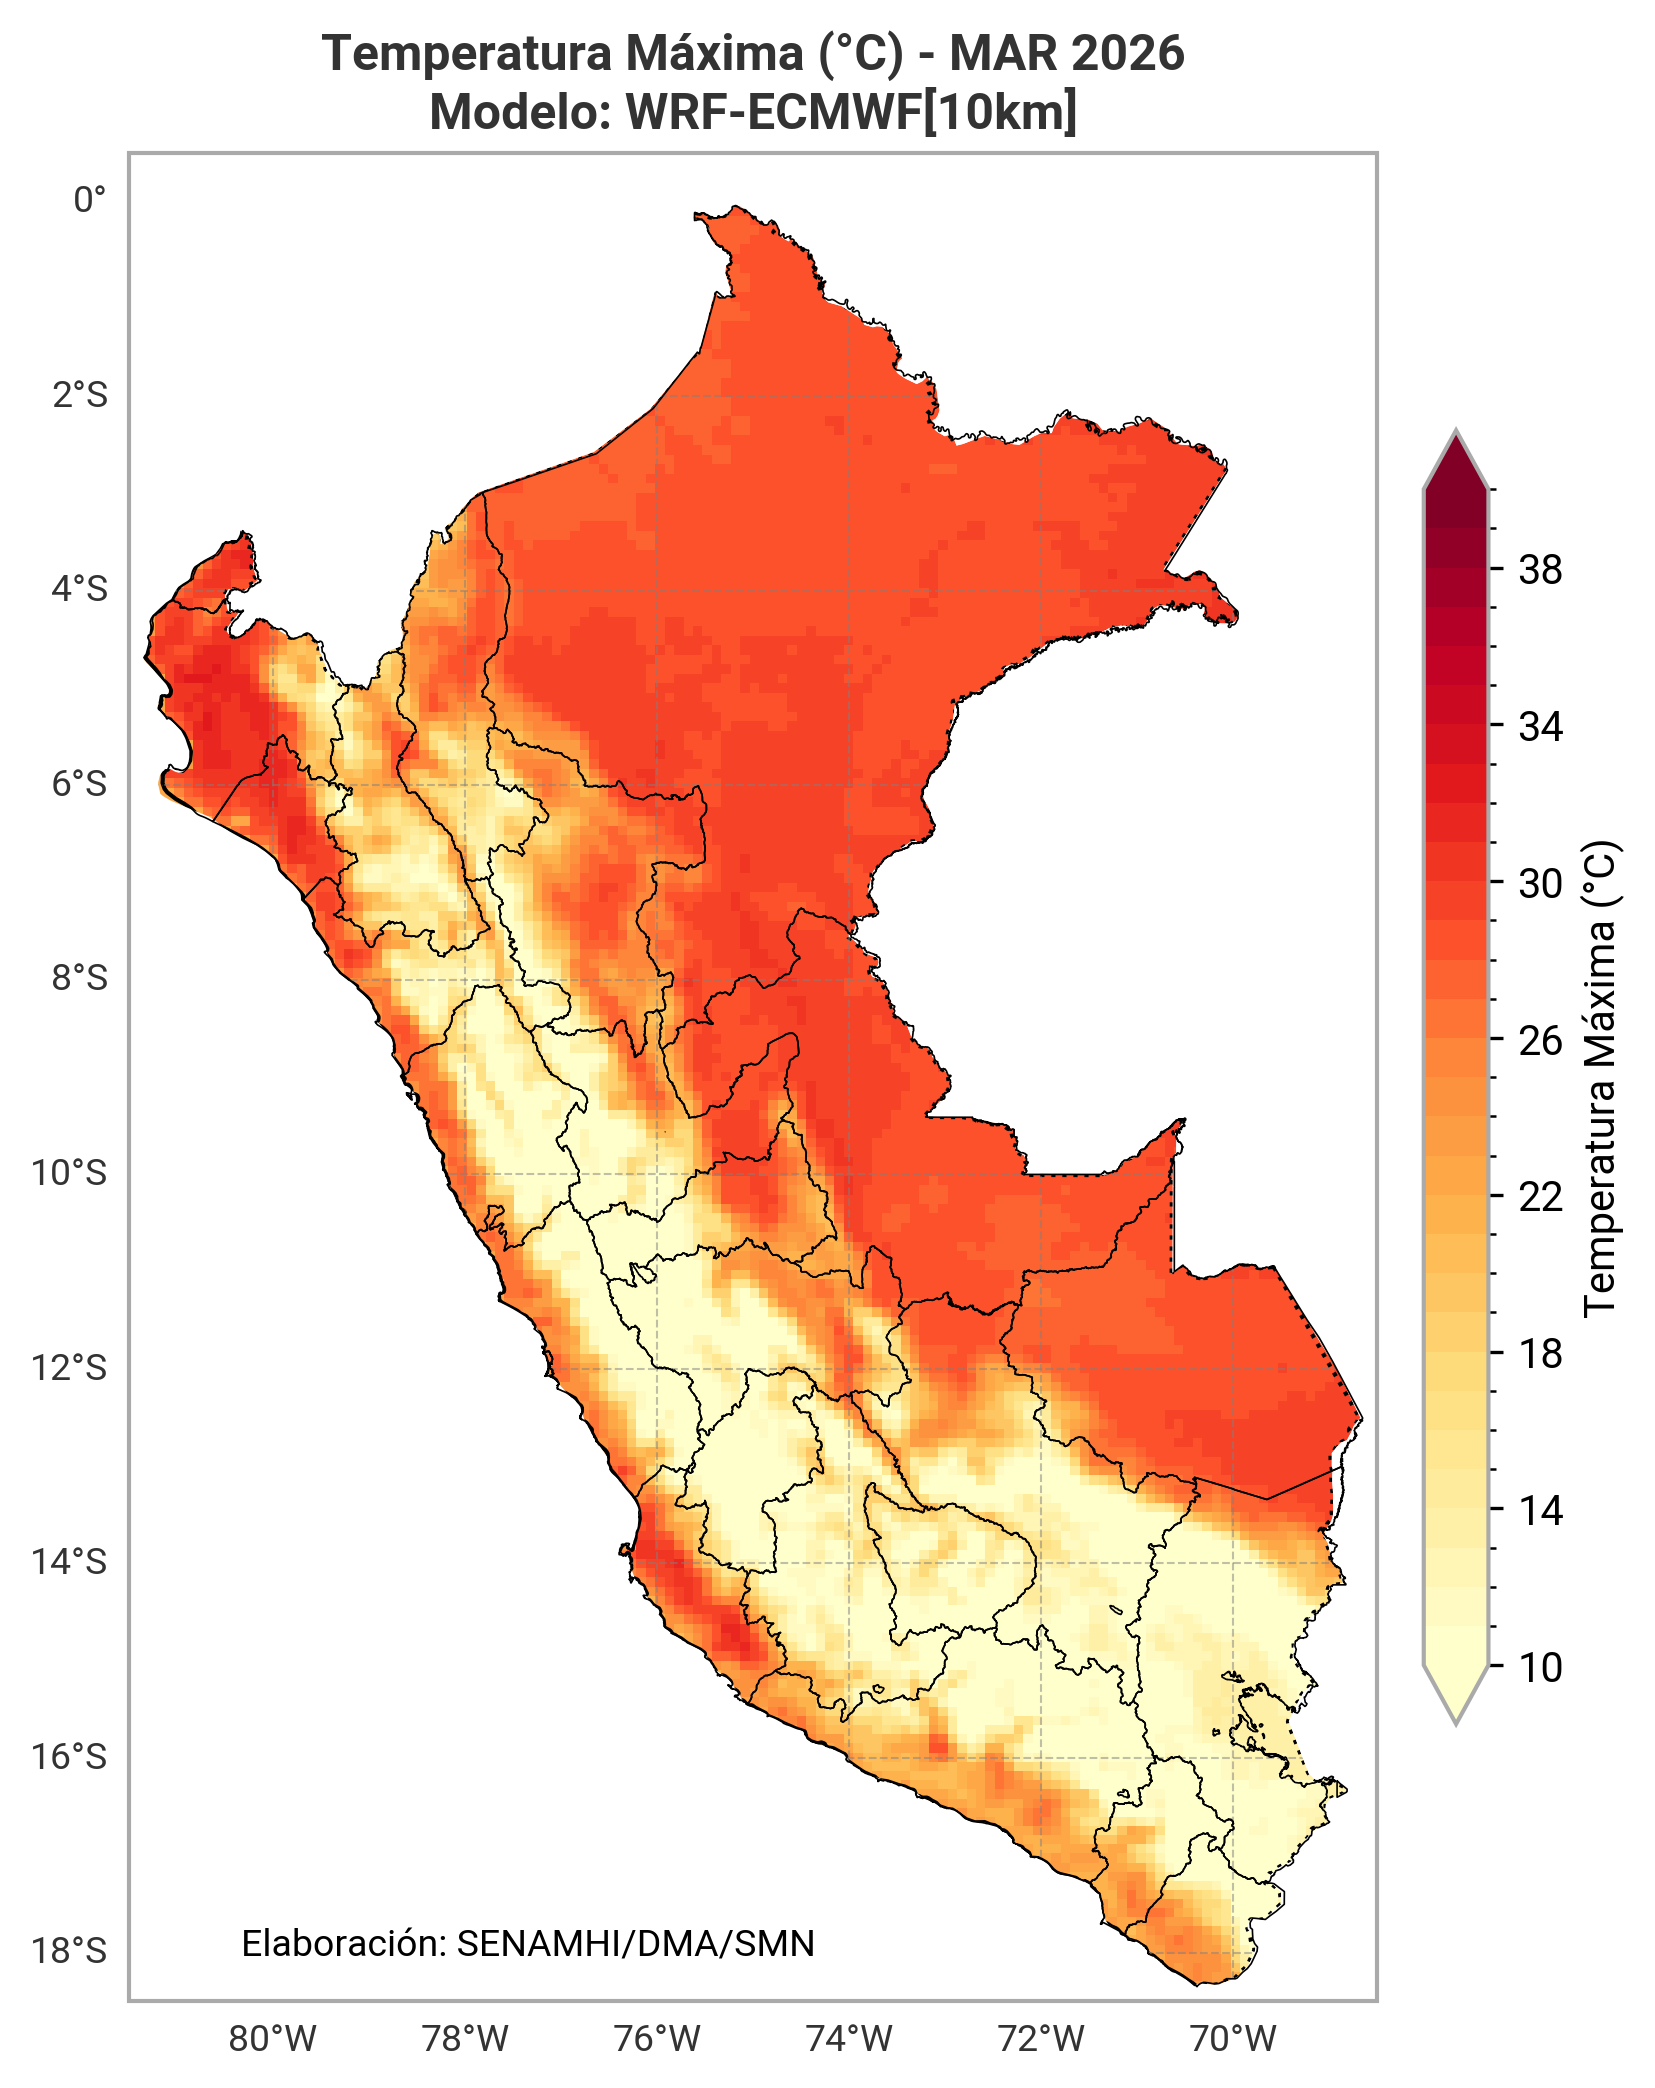 Temperatura Máxima (°C) - MAR 2026
Modelo: WRF-ECMWF[10km]
0°
2°S
4°S
6°S
8°S
10°S
12°S
14°S
16°S
18°S
80°W
78°W
76°W
74°W
72°W
70°W
Elaboración: SENAMHI/DMA/SMN
38
34
30
26
22
18
14
10
Temperatura Máxima (°C)